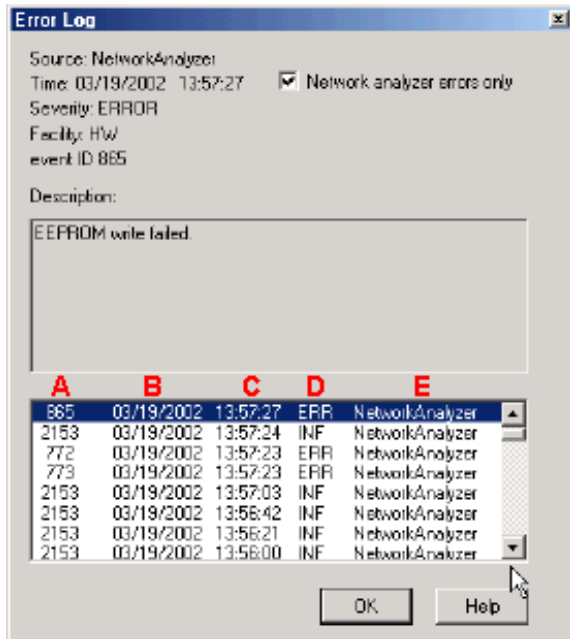 Error Log
Source: NetworkAnalyzer
Time: 03/19/2002 13:57:27
Network analyzer errors only
Severity: ERROR
Facility: HW
event ID 865
Description:
EEPROM write failed.
A B C D E
865 03/19/2002 13:57:27 ERR NetworkAnalyzer
2153 03/19/2002 13:57:24 INF NetworkAnalyzer
772 03/19/2002 13:57:23 ERR NetworkAnalyzer
773 03/19/2002 13:57:23 ERR NetworkAnalyzer
2153 03/19/2002 13:57:03 INF NetworkAnalyzer
2153 03/19/2002 13:56:42 INF NetworkAnalyzer
2153 03/19/2002 13:56:21 INF NetworkAnalyzer
2153 03/19/2002 13:56:00 INF NetworkAnalyzer
OK Help